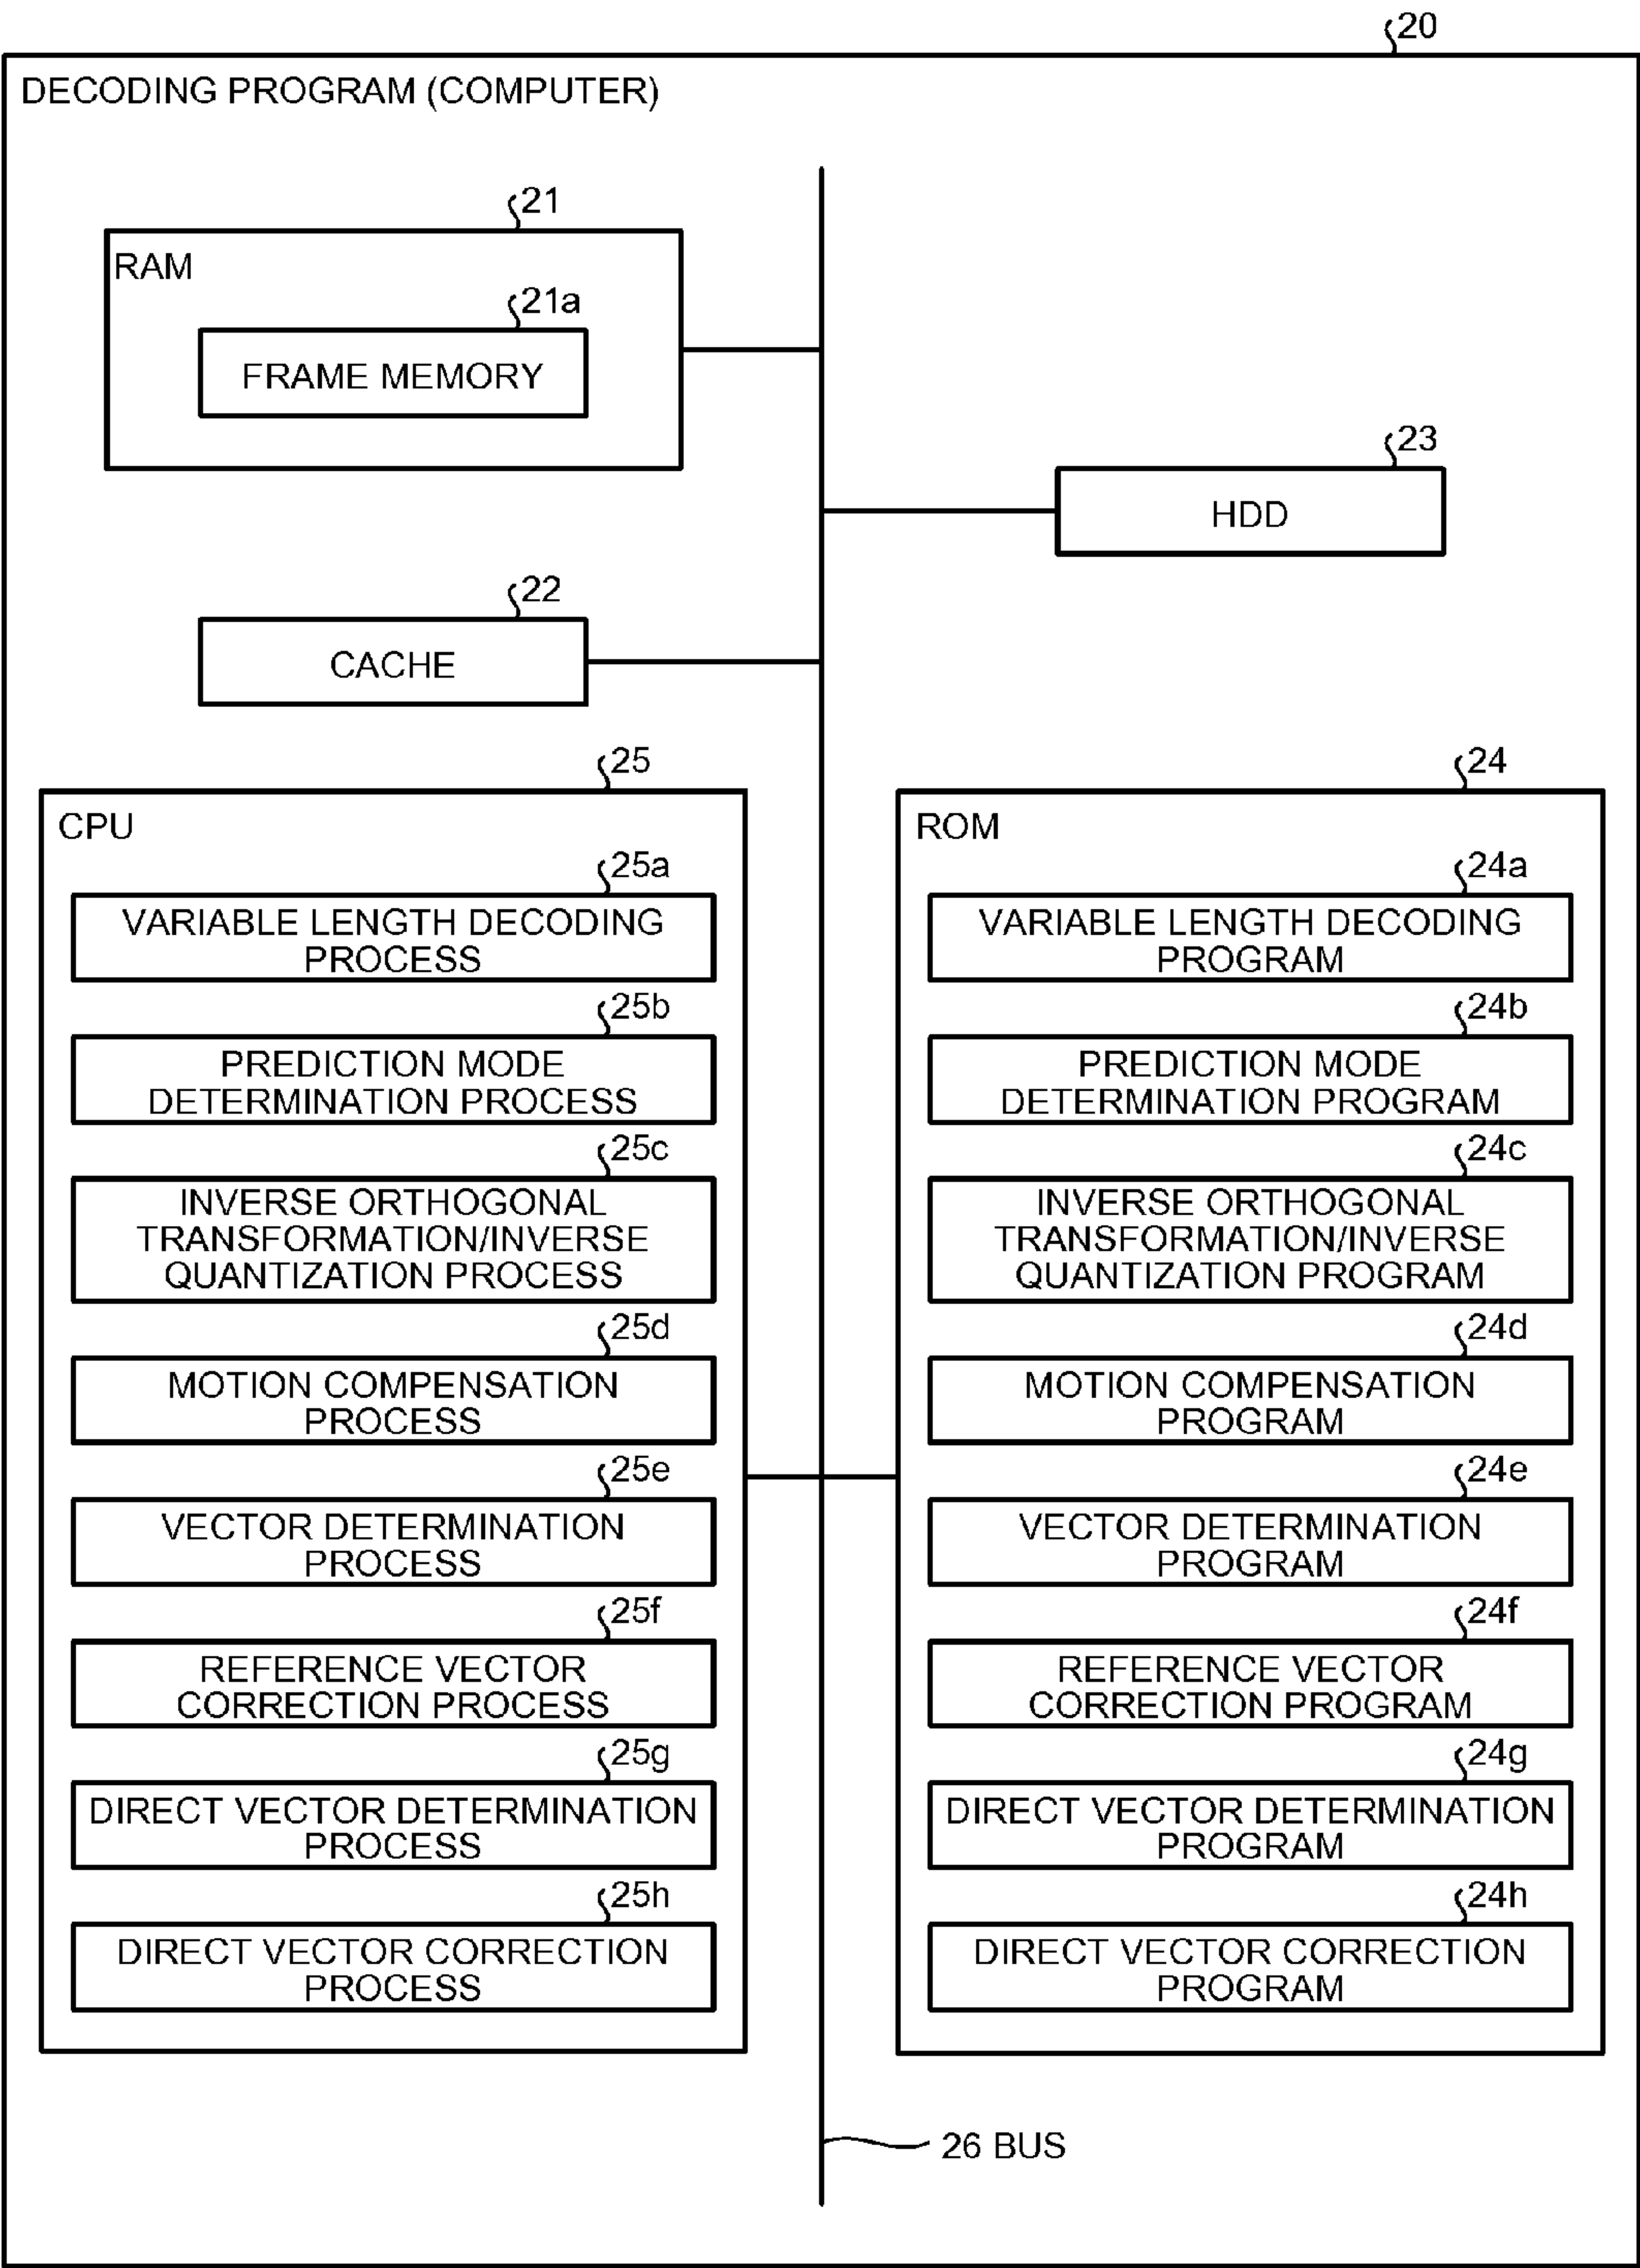 20
DECODING PROGRAM (COMPUTER)
21
RAM
21a
FRAME MEMORY
23
HDD
22
CACHE
25
CPU
25a
VARIABLE LENGTH DECODING
PROCESS
25b
PREDICTION MODE
DETERMINATION PROCESS
25c
INVERSE ORTHOGONAL
TRANSFORMATION/INVERSE
QUANTIZATION PROCESS
25d
MOTION COMPENSATION
PROCESS
25e
VECTOR DETERMINATION
PROCESS
25f
REFERENCE VECTOR
CORRECTION PROCESS
25g
DIRECT VECTOR DETERMINATION
PROCESS
25h
DIRECT VECTOR CORRECTION
PROCESS
24
ROM
24a
VARIABLE LENGTH DECODING
PROGRAM
24b
PREDICTION MODE
DETERMINATION PROGRAM
24c
INVERSE ORTHOGONAL
TRANSFORMATION/INVERSE
QUANTIZATION PROGRAM
24d
MOTION COMPENSATION
PROGRAM
24e
VECTOR DETERMINATION
PROGRAM
24f
REFERENCE VECTOR
CORRECTION PROGRAM
24g
DIRECT VECTOR DETERMINATION
PROGRAM
24h
DIRECT VECTOR CORRECTION
PROGRAM
26 BUS